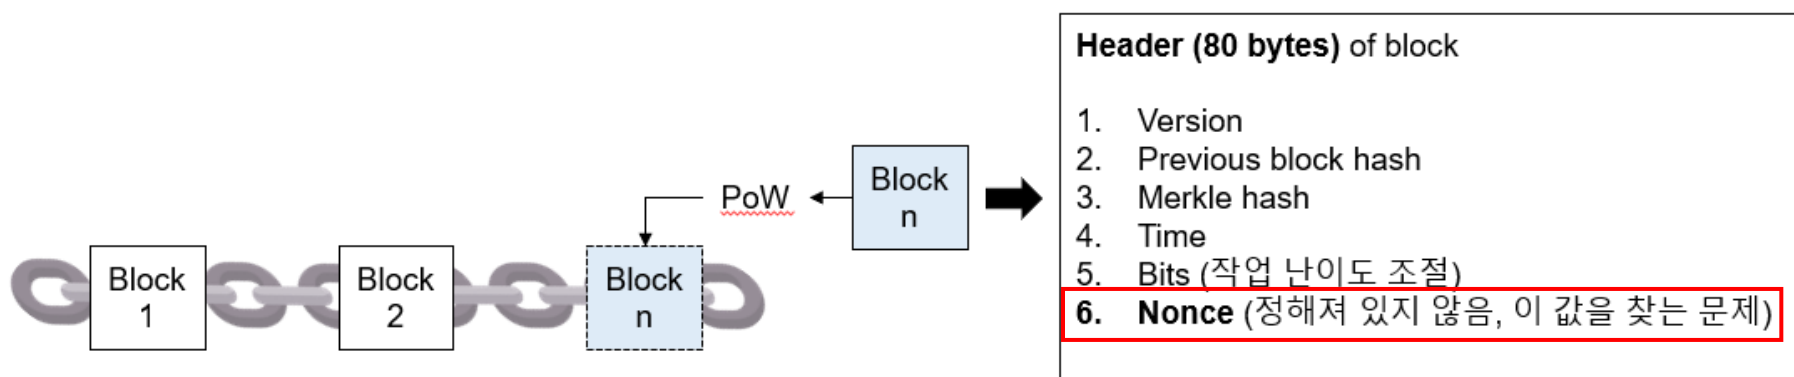 Block
1
Block
2
Block
n
PoW
Block
n
Header (80 bytes) of block
1. Version
2. Previous block hash
3. Merkle hash
4. Time
5. Bits (작업 난이도 조절)
6. Nonce (정해져 있지 않음, 이 값을 찾는 문제)